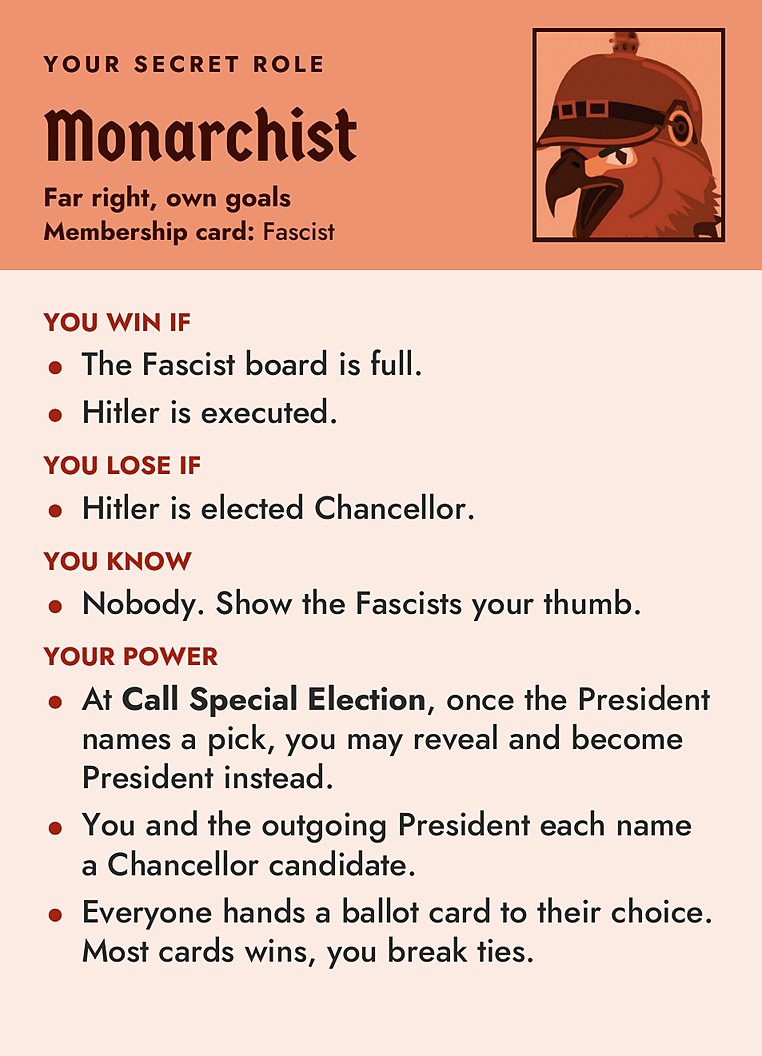 YOUR SECRET ROLE
Monarchist
Far right, own goals
Membership card: Fascist
YOU WIN IF
• The Fascist board is full.
• Hitler is executed.
YOU LOSE IF
• Hitler is elected Chancellor.
YOU KNOW
• Nobody. Show the Fascists your thumb.
YOUR POWER
• At Call Special Election, once the President
names a pick, you may reveal and become
President instead.
• You and the outgoing President each name
a Chancellor candidate.
• Everyone hands a ballot card to their choice.
Most cards wins, you break ties.